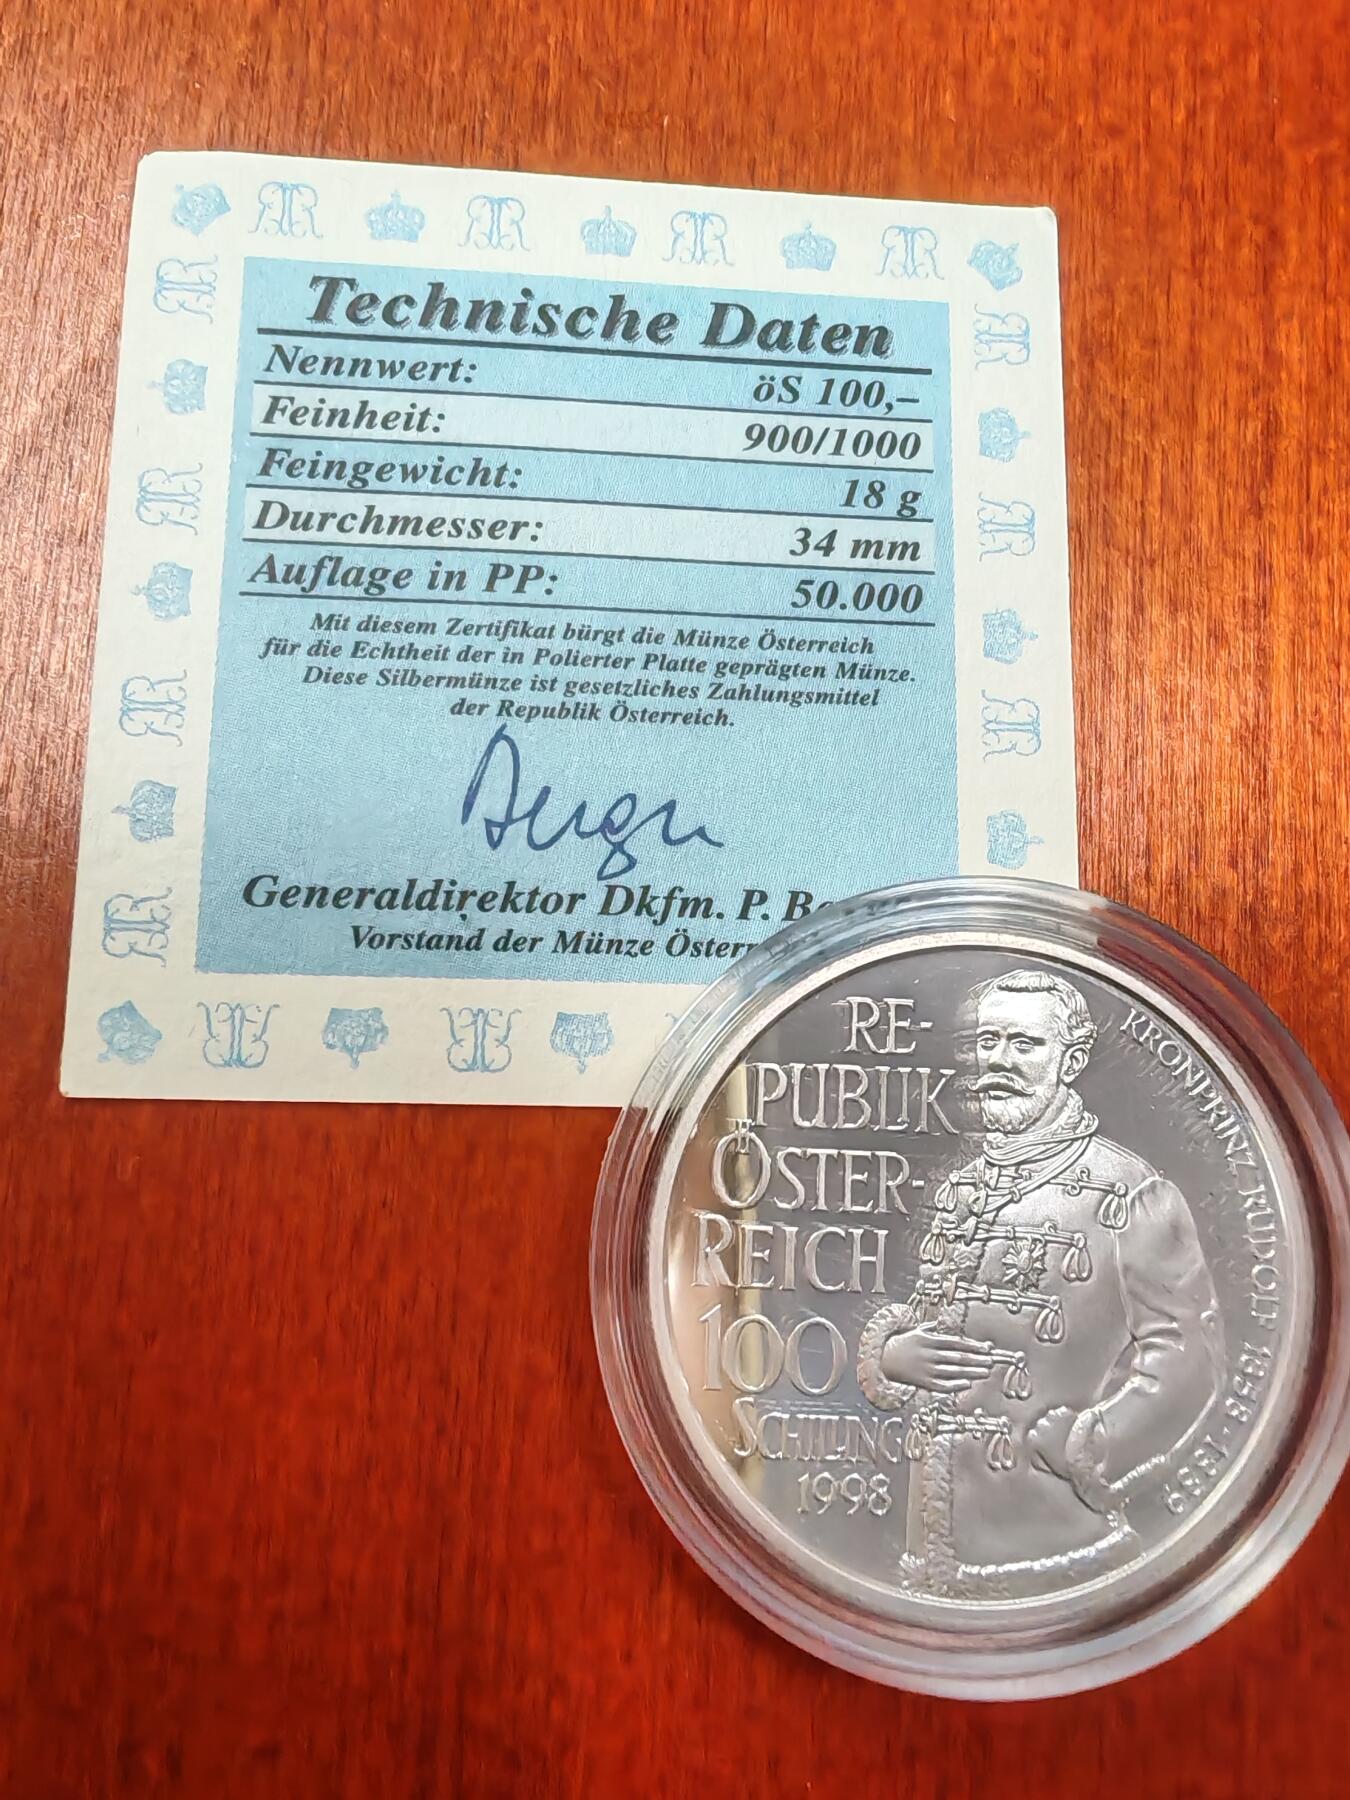 Technische Daten
Nennwert: öS 100,–
Feinheit: 900/1000
Feingewicht: 18 g
Durchmesser: 34 mm
Auflage in PP: 50.000
Mit diesem Zertifikat bürgt die Münze Österreich
für die Echtheit der in Polierter Platte geprägten Münze.
Diese Silbermünze ist gesetzliches Zahlungsmittel
der Republik Österreich.
Generaldirektor Dkfm. P.
Vorstand der Münze
RE-
PUBLIK
ÖSTER-
REICH
100
SCHILLING
1998
KRONPRINZ RUDOLF 1858-1889